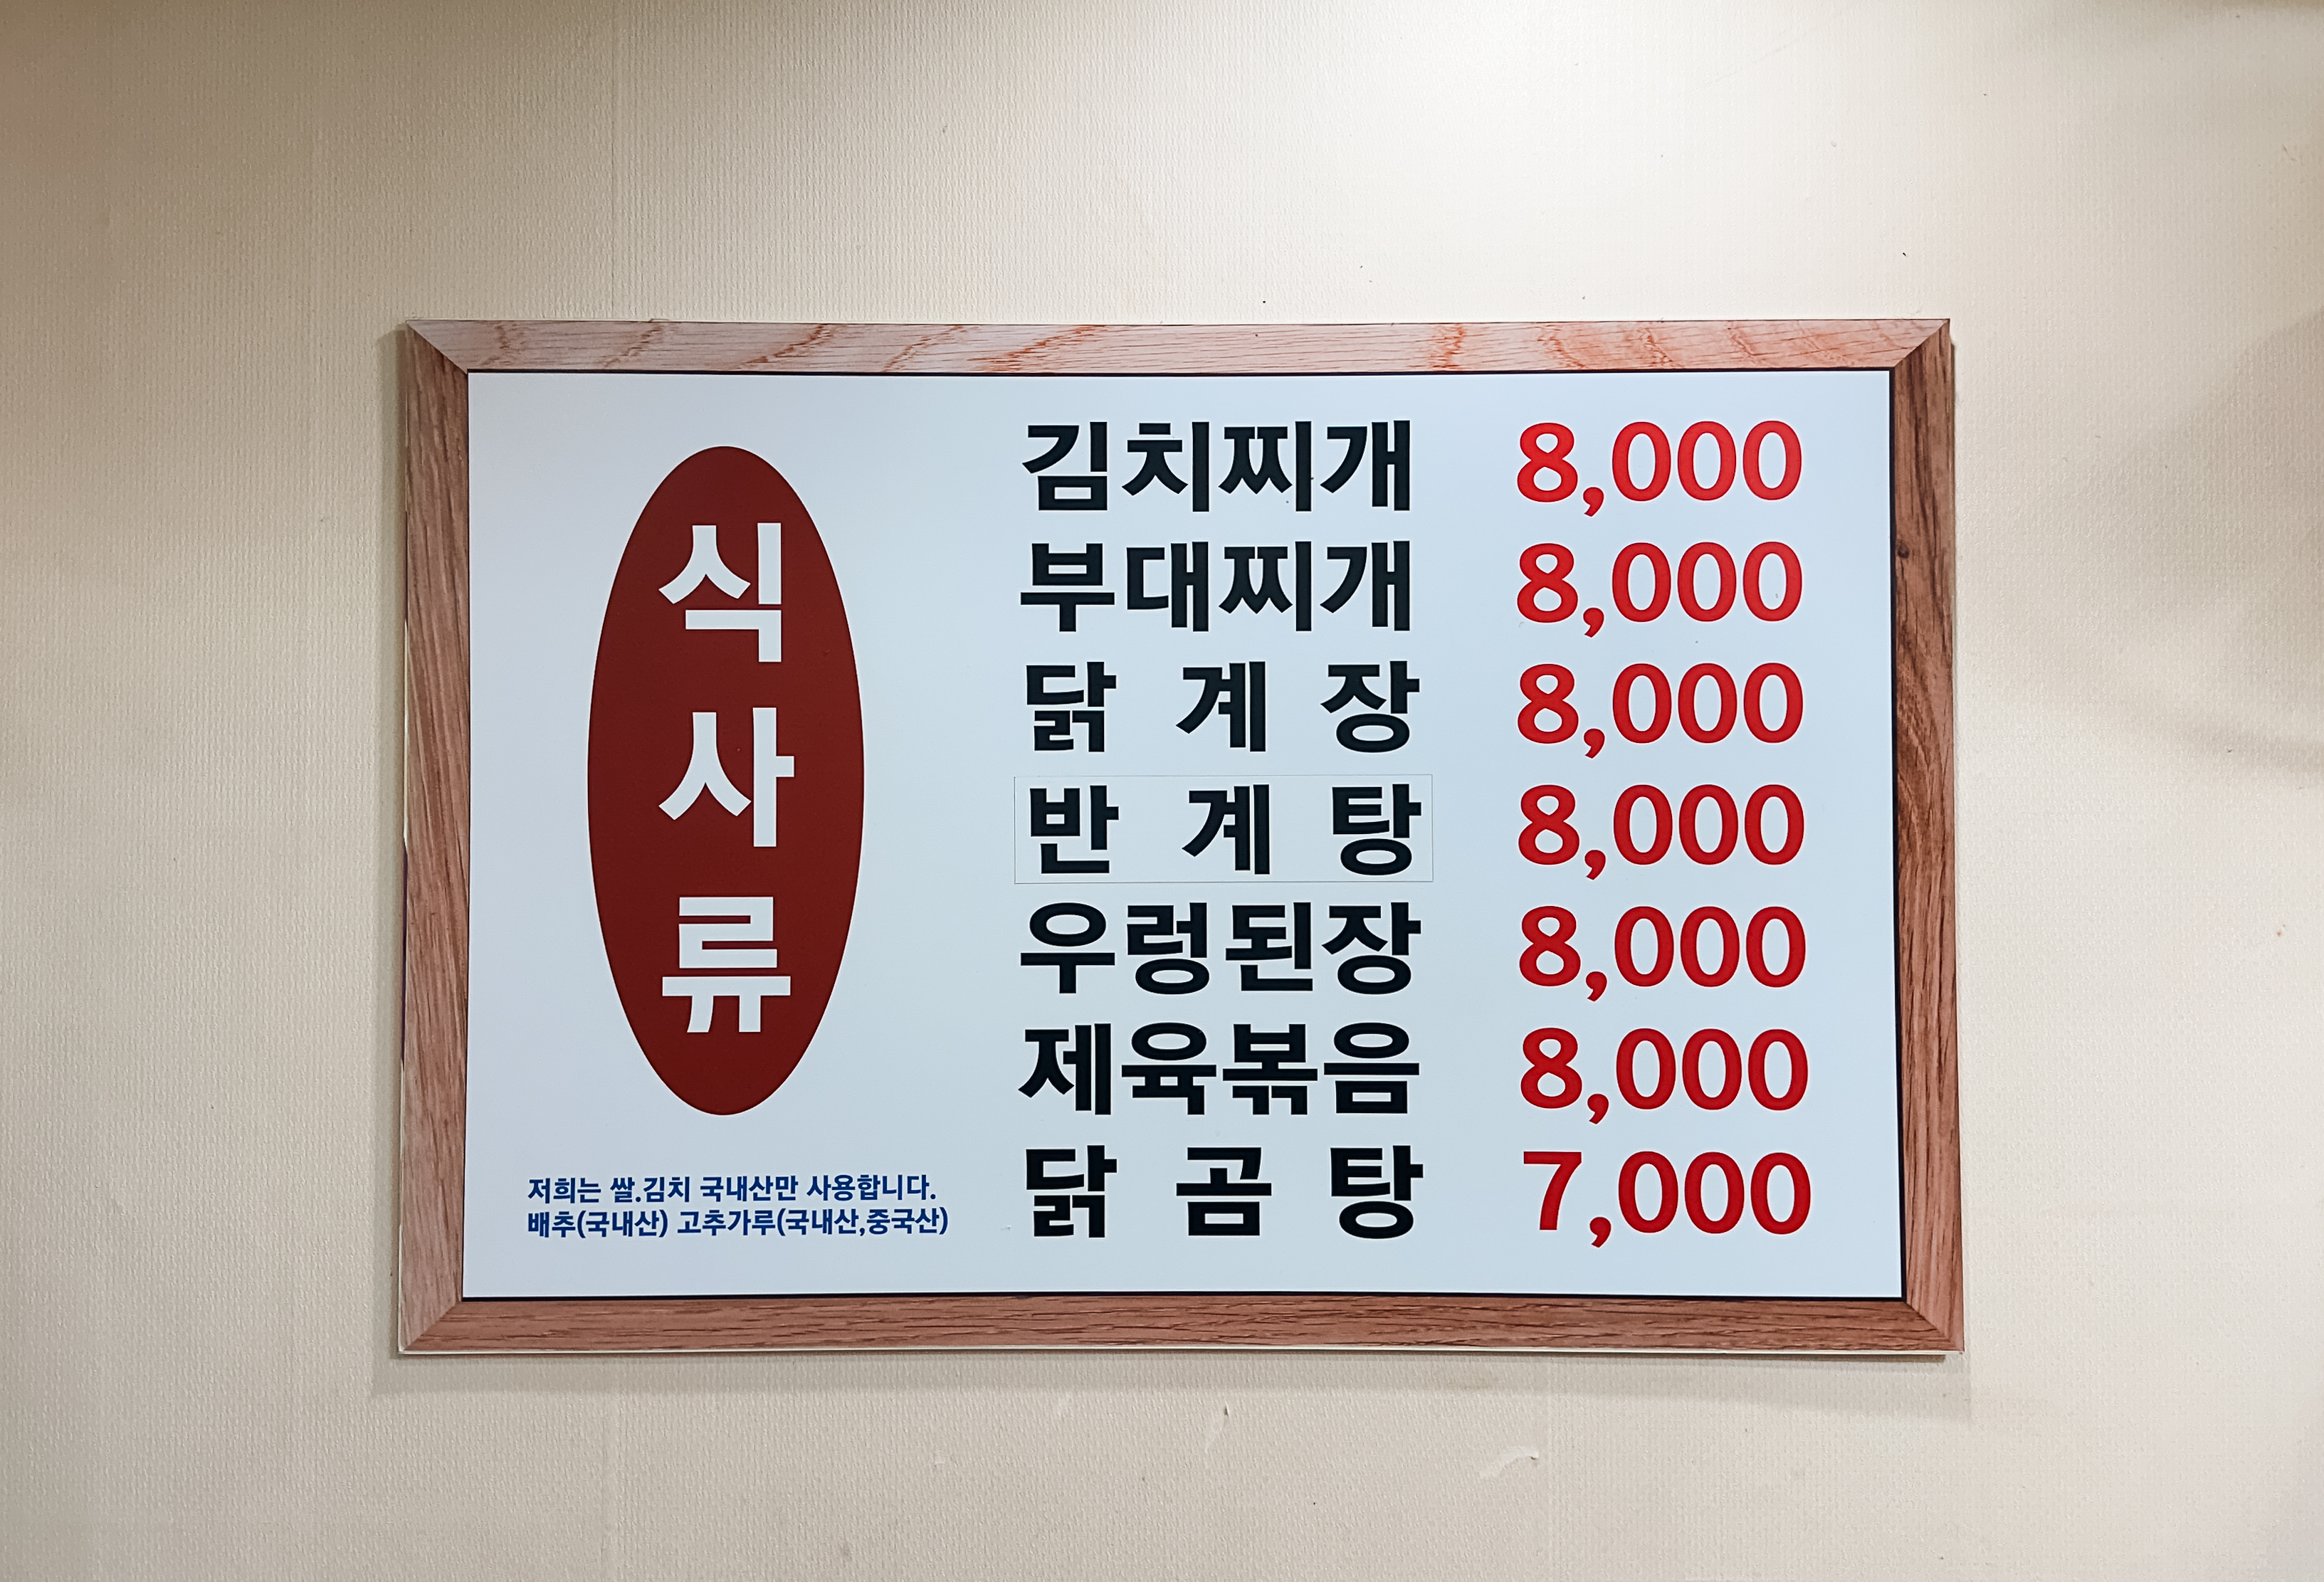 식사류
김치찌개 8,000
부대찌개 8,000
닭계장 8,000
반계탕 8,000
우렁된장 8,000
제육볶음 8,000
닭곰탕 7,000
저희는 쌀.김치 국내산만 사용합니다.
배추(국내산) 고추가루(국내산,중국산)